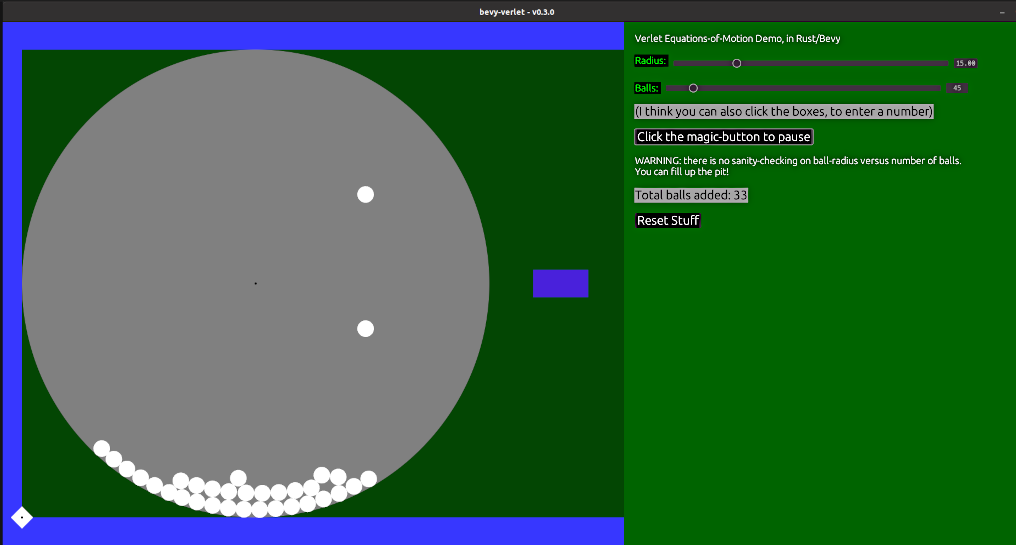 bevy-verlet - v0.3.0
Verlet Equations-of-Motion Demo, in Rust/Bevy
Radius: 15.00
Balls: 45
(I think you can also click the boxes, to enter a number)
Click the magic-button to pause
WARNING: there is no sanity-checking on ball-radius versus number of balls.
You can fill up the pit!
Total balls added: 33
Reset Stuff